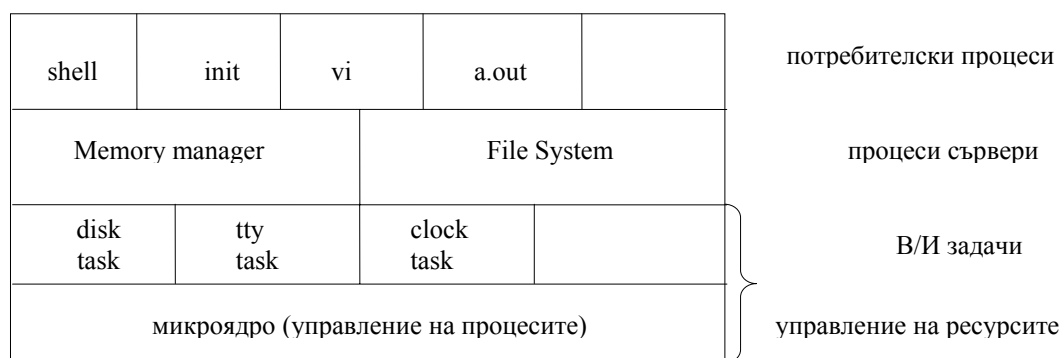 shell init vi a.out потребителски процеси
Memory manager File System процеси сървери
disk tty clock
task task task
В/И задачи
микроядро (управление на процесите) управление на ресурсите